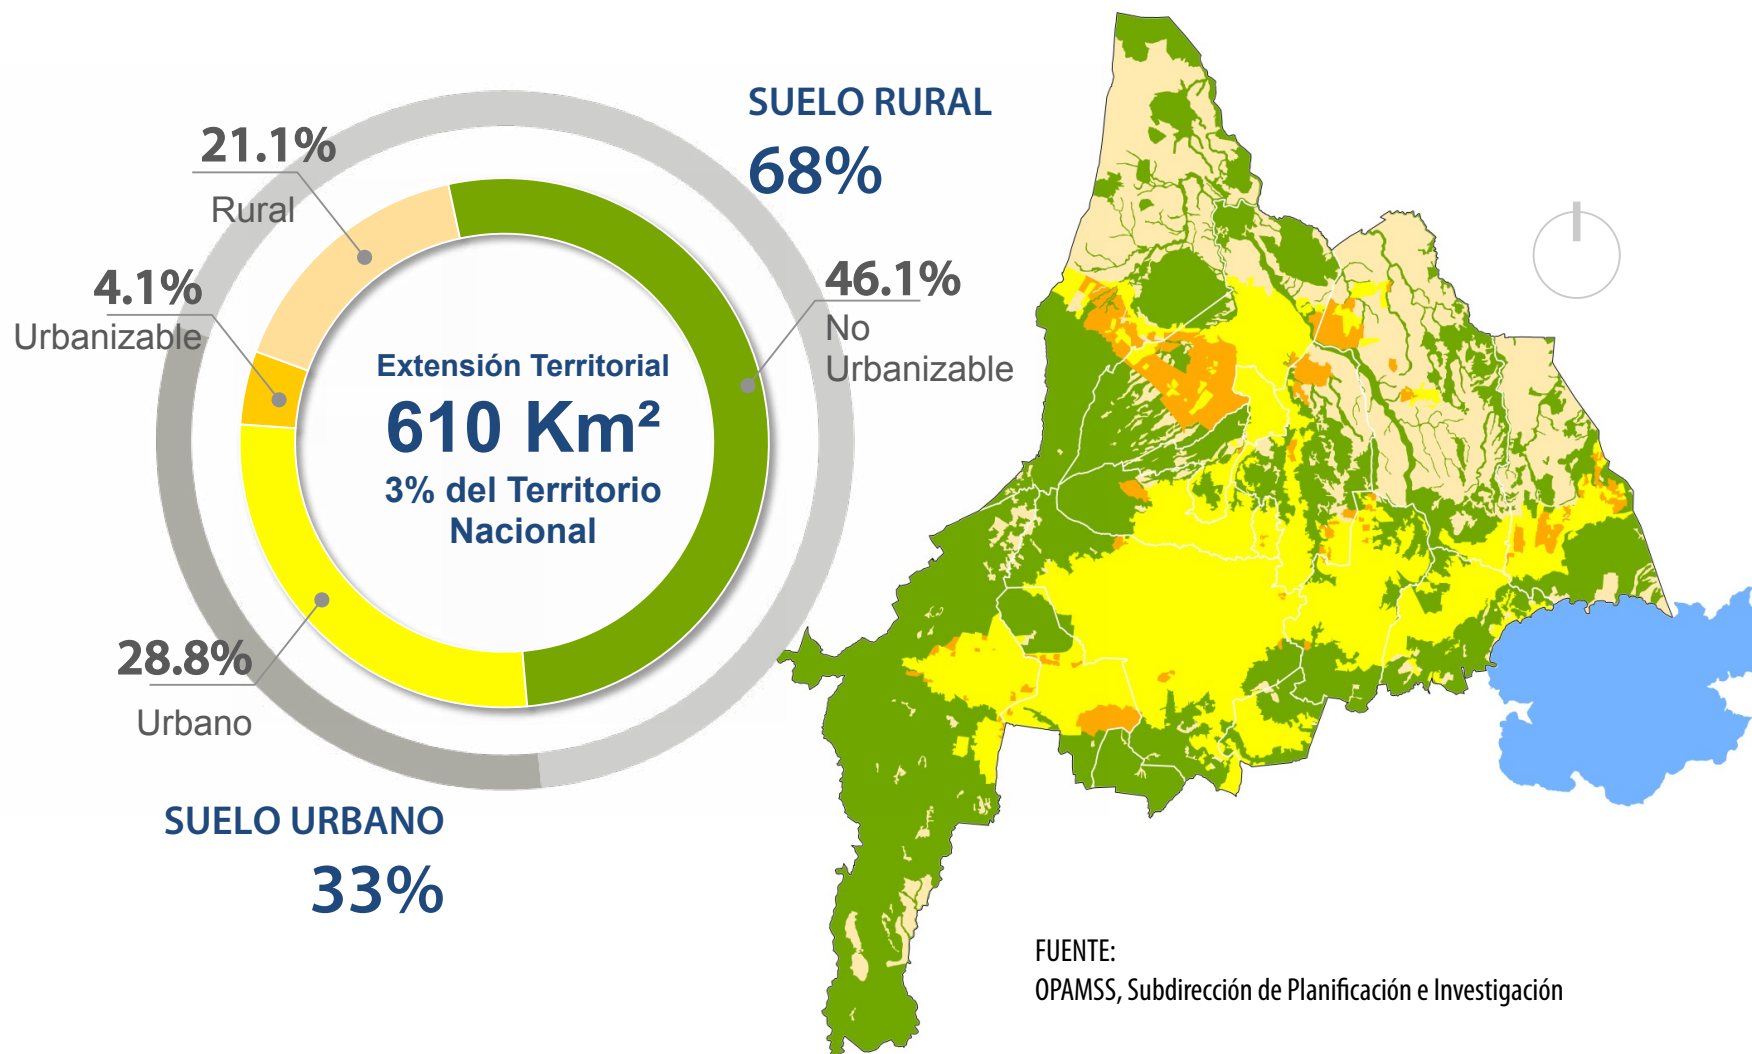 SUELO RURAL
68%
21.1%
Rural
4.1%
Urbanizable
46.1%
No
Urbanizable
Extensión Territorial
610 Km²
3% del Territorio
Nacional
28.8%
Urbano
SUELO URBANO
33%
FUENTE:
OPAMSS, Subdirección de Planificación e Investigación